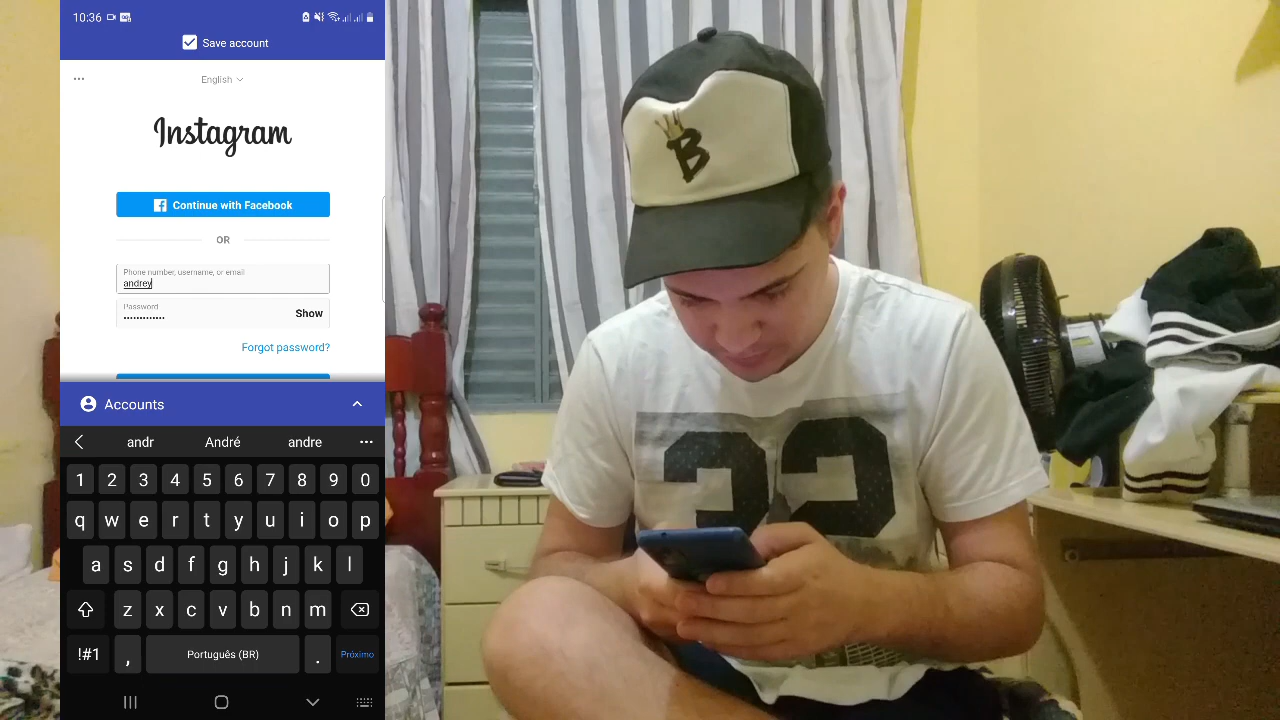 10:36
Save account
English
Instagram
Continue with Facebook
OR
Phone number, username, or email
andrey
Password
Show
Forgot password?
Accounts
andr André andre
1 2 3 4 5 6 7 8 9 0
q w e r t y u i o p
a s d f g h j k l
z x c v b n m
!#1 , Português (BR) . Próximo
B
32